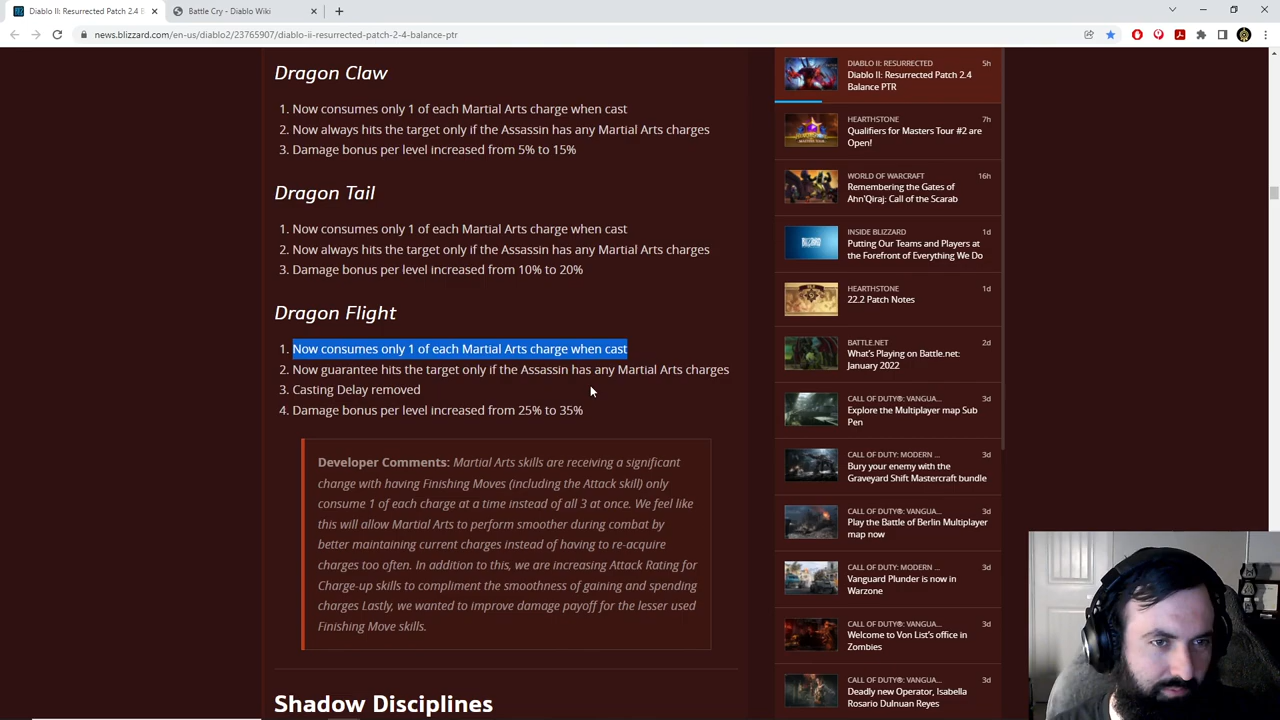 Diablo II: Resurrected Patch 2.4 B
Battle Cry - Diablo Wiki
news.blizzard.com/en-us/diablo2/23765907/diablo-ii-resurrected-patch-2-4-balance-ptr
Dragon Claw
1. Now consumes only 1 of each Martial Arts charge when cast
2. Now always hits the target only if the Assassin has any Martial Arts charges
3. Damage bonus per level increased from 5% to 15%
Dragon Tail
1. Now consumes only 1 of each Martial Arts charge when cast
2. Now always hits the target only if the Assassin has any Martial Arts charges
3. Damage bonus per level increased from 10% to 20%
Dragon Flight
1. Now consumes only 1 of each Martial Arts charge when cast
2. Now guarantee hits the target only if the Assassin has any Martial Arts charges
3. Casting Delay removed
4. Damage bonus per level increased from 25% to 35%
Developer Comments: Martial Arts skills are receiving a significant
change with having Finishing Moves (including the Attack skill) only
consume 1 of each charge at a time instead of all 3 at once. We feel like
this will allow Martial Arts to perform smoother during combat by
better maintaining current charges instead of having to re-acquire
charges too often. In addition to this, we are increasing Attack Rating for
Charge-up skills to compliment the smoothness of gaining and spending
charges Lastly, we wanted to improve damage payoff for the lesser used
Finishing Move skills.
Shadow Disciplines
DIABLO II: RESURRECTED 5h
Diablo II: Resurrected Patch 2.4
Balance PTR
HEARTHSTONE 7h
Qualifiers for Masters Tour #2 are
Open!
WORLD OF WARCRAFT 16h
Remembering the Gates of
Ahn'Qiraj: Call of the Scarab
INSIDE BLIZZARD 1d
Putting Our Teams and Players at
the Forefront of Everything We Do
HEARTHSTONE 1d
22.2 Patch Notes
BATTLE.NET 2d
What's Playing on Battle.net:
January 2022
CALL OF DUTY®: VANGUA... 3d
Explore the Multiplayer map Sub
Pen
CALL OF DUTY: MODERN ... 3d
Bury your enemy with the
Graveyard Shift Mastercraft bundle
CALL OF DUTY®: VANGUA... 3d
Play the Battle of Berlin Multiplayer
map now
CALL OF DUTY: MODERN ... 3d
Vanguard Plunder is now in
Warzone
CALL OF DUTY®: VANGUA... 3d
Welcome to Von List's office in
Zombies
CALL OF DUTY®: VANGUA... 3d
Deadly new Operator, Isabella
Rosario Dulnuan Reyes